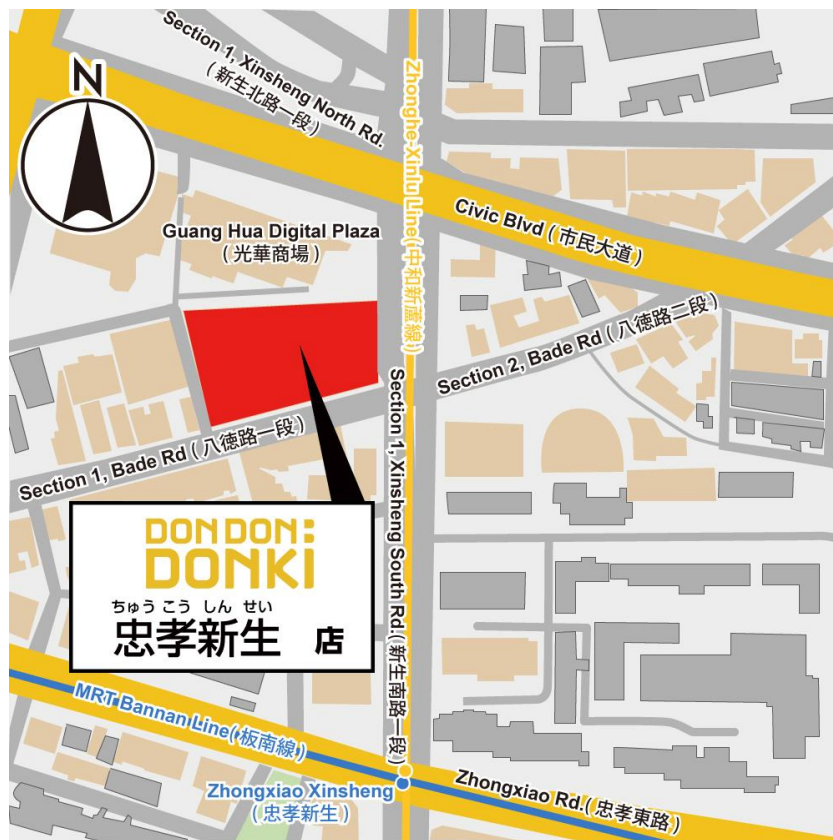 N
Section 1, Xinsheng North Rd.
(新生北路一段)
Zhonghe-Xinlu Line(中和新蘆線)
Civic Blvd (市民大道)
Guang Hua Digital Plaza
(光華商場)
Section 2, Bade Rd (八徳路二段)
Section 1, Bade Rd (八徳路一段)
Section 1, Xinsheng South Rd.(新生南路一段)
DON DON:
DONKi
ちゅう こう しん せい
忠孝新生 店
MRT Bannan Line(板南線)
Zhongxiao Xinsheng
(忠孝新生)
Zhongxiao Rd.(忠孝東路)